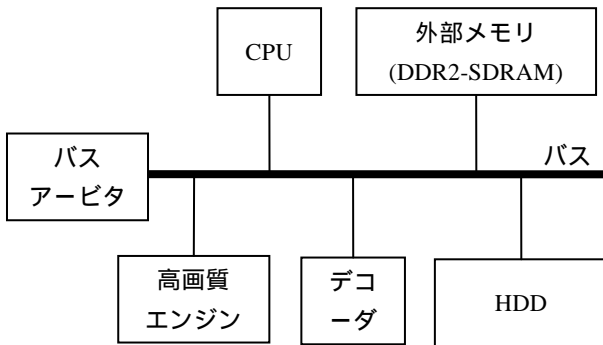 CPU
外部メモリ
(DDR2-SDRAM)
バス
バス
アービタ
高画質
エンジン
デコ
ーダ
HDD